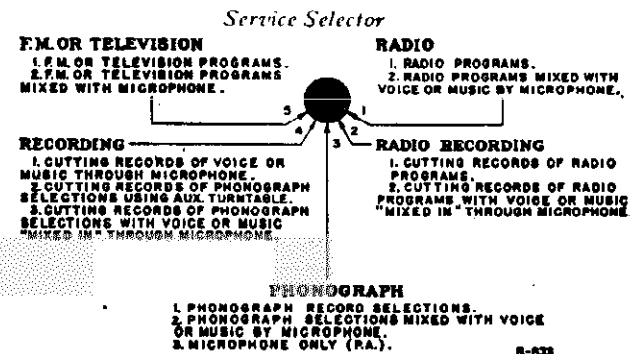 Service Selector
F.M. OR TELEVISION
1. F.M. OR TELEVISION PROGRAMS.
2. F.M. OR TELEVISION PROGRAMS
MIXED WITH MICROPHONE.
RADIO
1. RADIO PROGRAMS.
2. RADIO PROGRAMS MIXED WITH
VOICE OR MUSIC BY MICROPHONE.
5
4
3
2
1
RECORDING
1. CUTTING RECORDS OF VOICE OR
MUSIC THROUGH MICROPHONE.
2. CUTTING RECORDS OF PHONOGRAPH
SELECTIONS USING AUX. TURNTABLE.
3. CUTTING RECORDS OF PHONOGRAPH
SELECTIONS WITH VOICE OR MUSIC
"MIXED IN" THROUGH MICROPHONE.
RADIO RECORDING
1. CUTTING RECORDS OF RADIO
PROGRAMS.
2. CUTTING RECORDS OF RADIO
PROGRAMS WITH VOICE OR MUSIC
"MIXED IN" THROUGH MICROPHONE
PHONOGRAPH
1. PHONOGRAPH RECORD SELECTIONS.
2. PHONOGRAPH SELECTIONS MIXED WITH VOICE
OR MUSIC BY MICROPHONE.
3. MICROPHONE ONLY (P.A.).